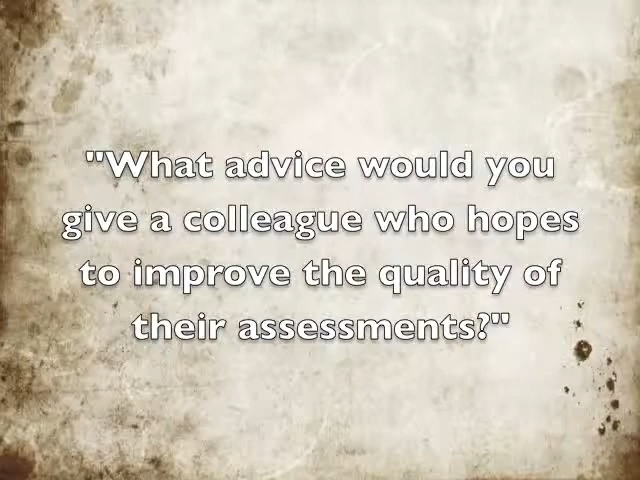 "What advice would you
give a colleague who hopes
to improve the quality of
their assessments?"